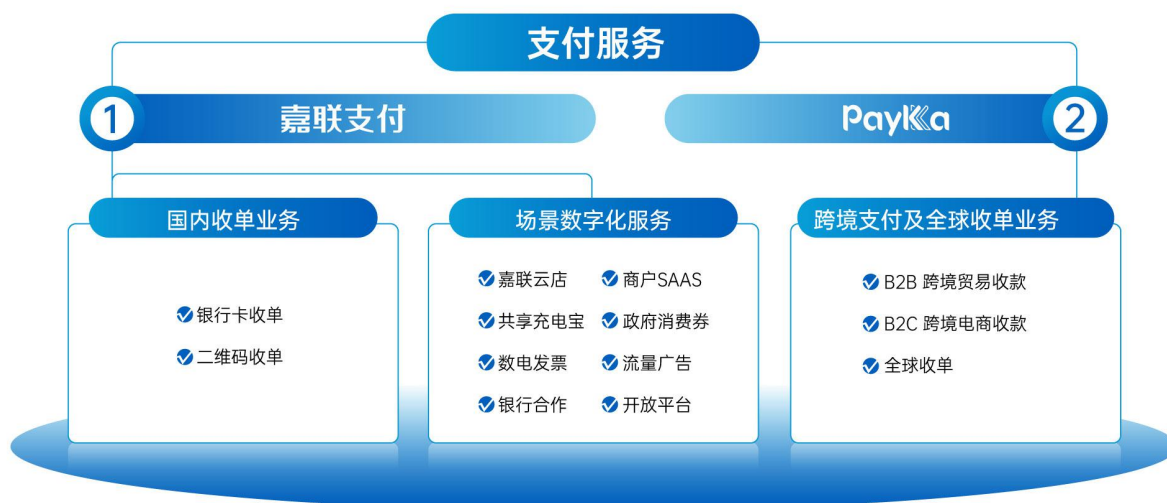 支付服务
1
嘉联支付
PayKka
2
国内收单业务
银行卡收单
二维码收单
场景数字化服务
嘉联云店 商户SAAS
共享充电宝 政府消费券
数电发票 流量广告
银行合作 开放平台
跨境支付及全球收单业务
B2B 跨境贸易收款
B2C 跨境电商收款
全球收单